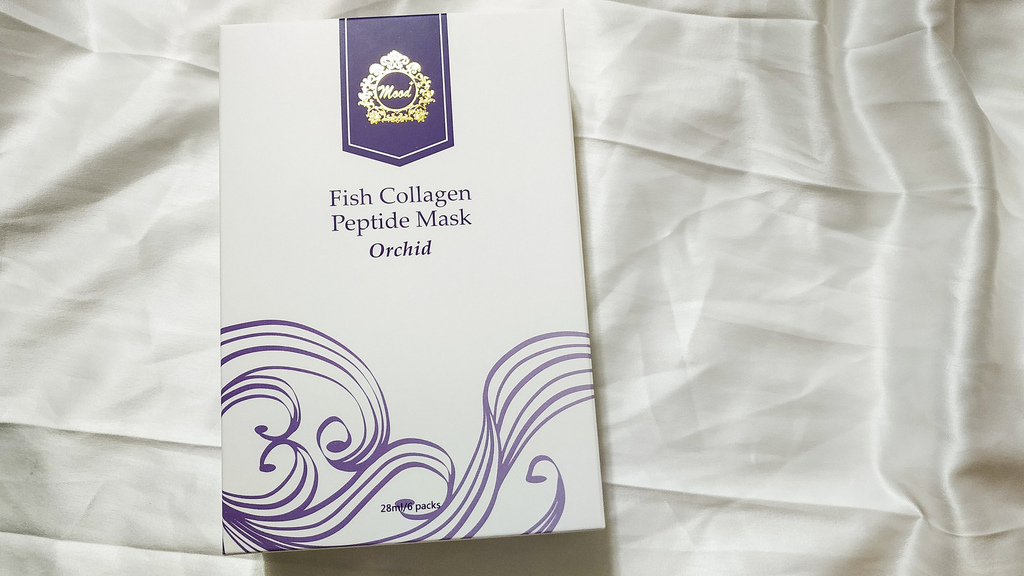 Mood
Fish Collagen
Peptide Mask
Orchid
28ml/6 packs